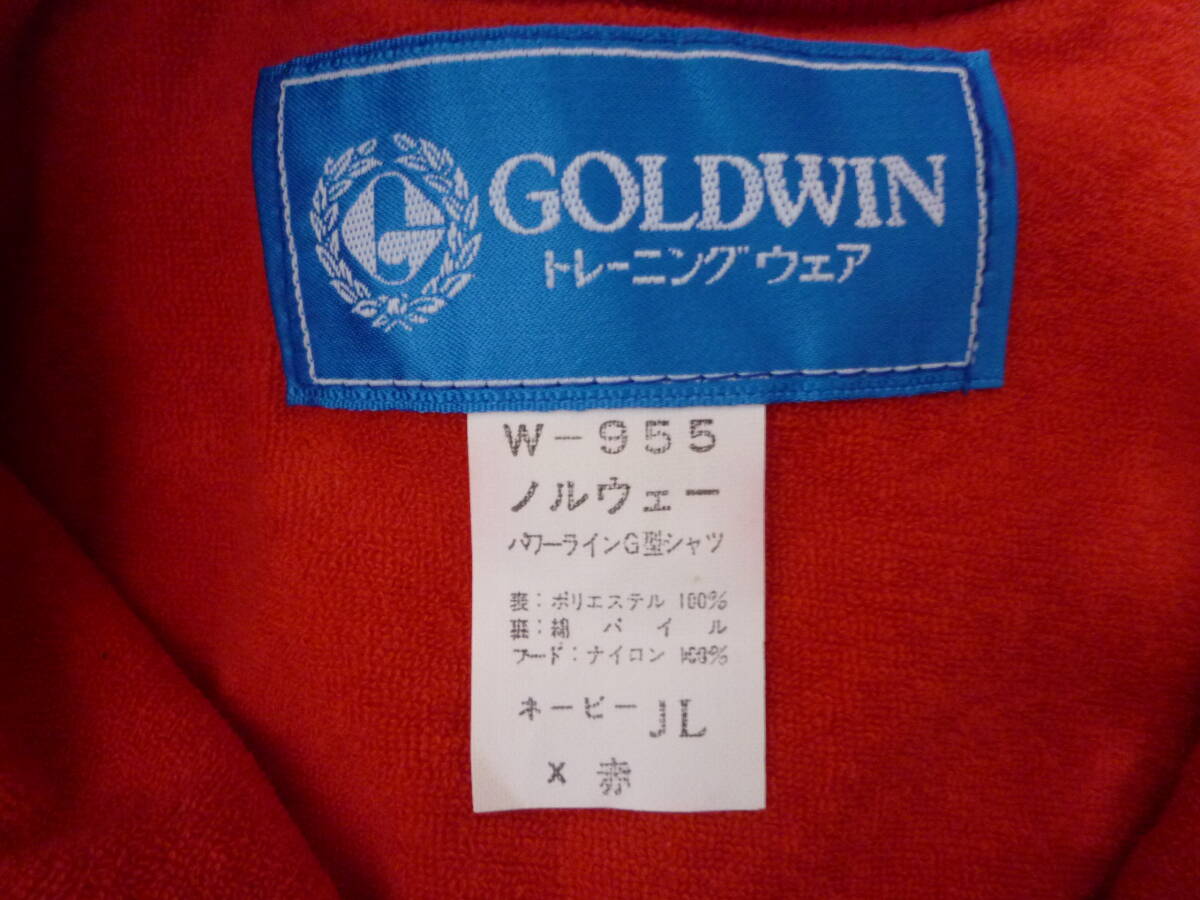 GOLDWIN
トレーニングウェア
W-955
ノルウェー
パワーラインG型シャツ
表:ポリエステル 100%
裏:綿パイル
フード:ナイロン 100%
ネービー JL
×赤